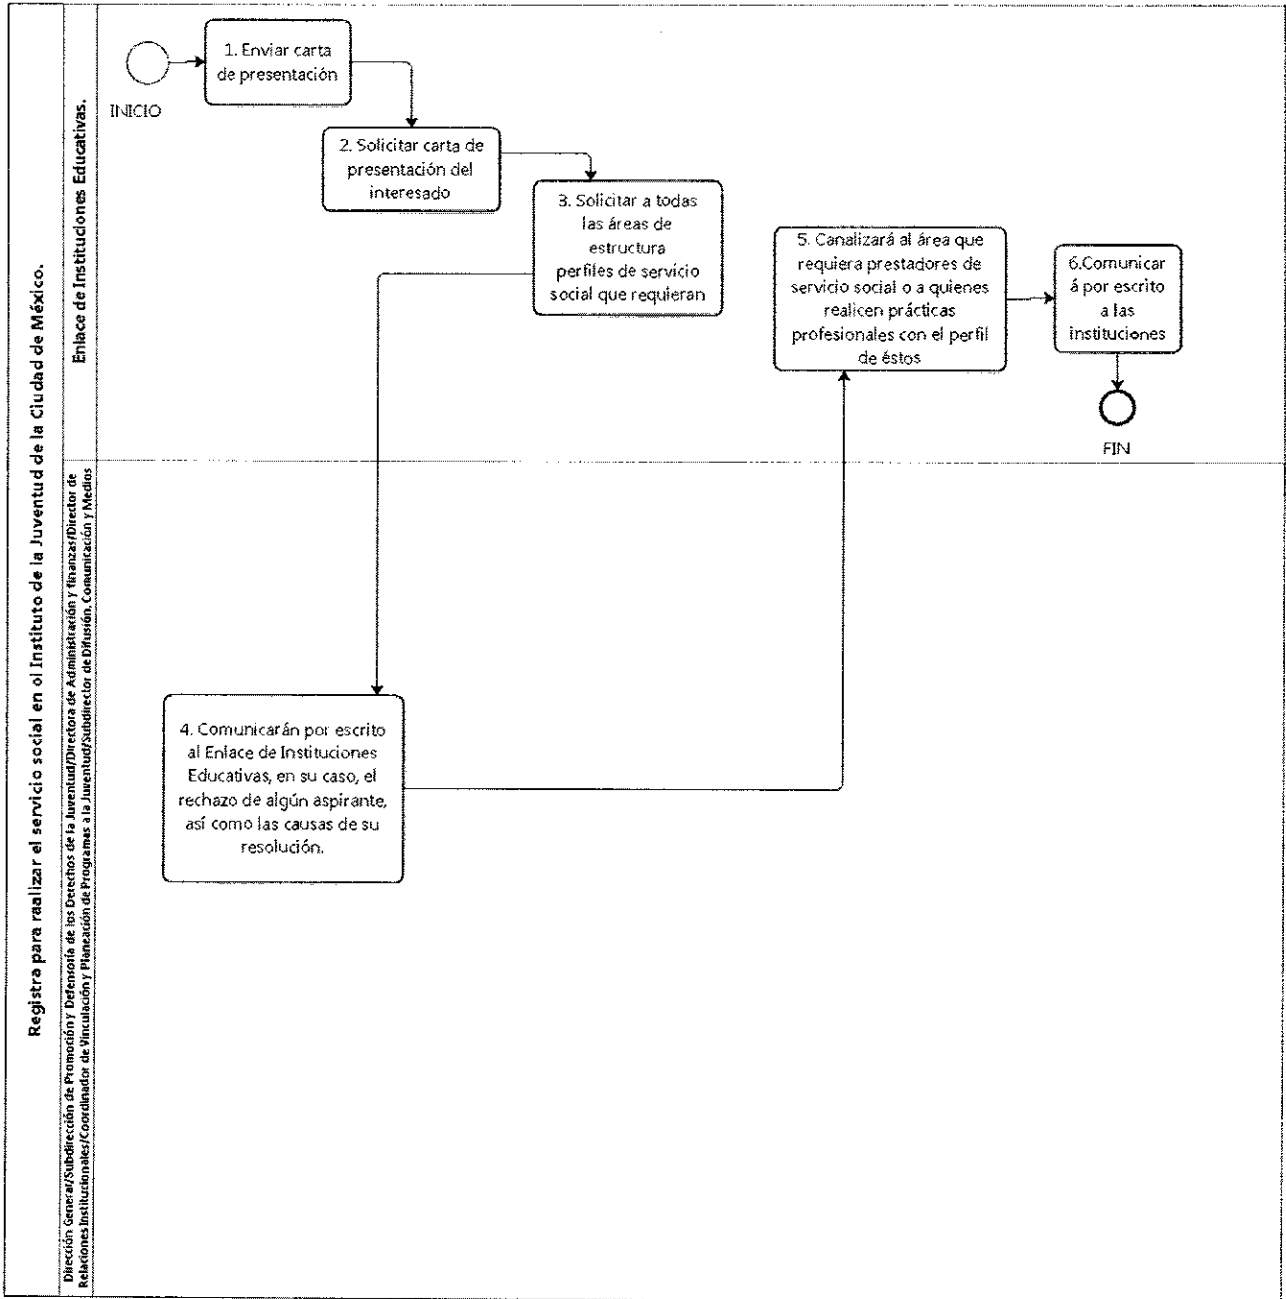 Registra para raalizar el servicio social en ol Instituto de la Juventud de la Ciudad de México.
Enlace de Instituciones Educativas.
INICIO
1. Enviar carta
de presentación
2. Solicitar carta de
presentación del
interesado
3. Solicitar a todas
las áreas de
estructura
perfiles de servicio
social que requieran
5. Canalizará al área que
requiera prestadores de
servicio social o a quienes
realicen prácticas
profesionales con el perfil
de éstos
6.Comunicar
á por escrito
a las
instituciones
FIN
Dirección General/Subdirección de Promoción y Defensoría de los Derechos de la Juventud/Directora de Administración y finanzas/Director de
Relaciones Institucionales/Coordinador de Vinculación y Planeación de Programas a la Juventud/Subdirector de Difusión, Comunicación y Medios
4. Comunicarán por escrito
al Enlace de Instituciones
Educativas, en su caso, el
rechazo de algún aspirante,
así como las causas de su
resolución.